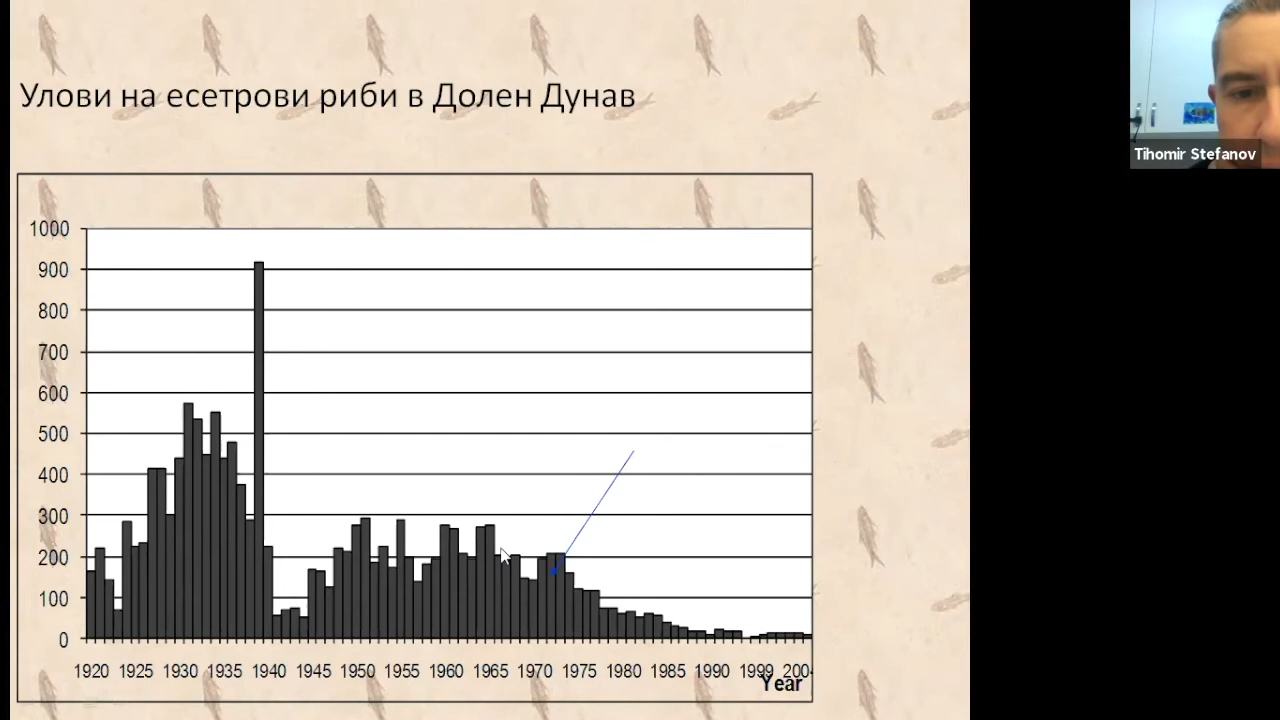 Улови на есетрови риби в Долен Дунав
Tihomir Stefanov
1000
900
800
700
600
500
400
300
200
100
0
1920 1925 1930 1935 1940 1945 1950 1955 1960 1965 1970 1975 1980 1985 1990 1999 200
Year